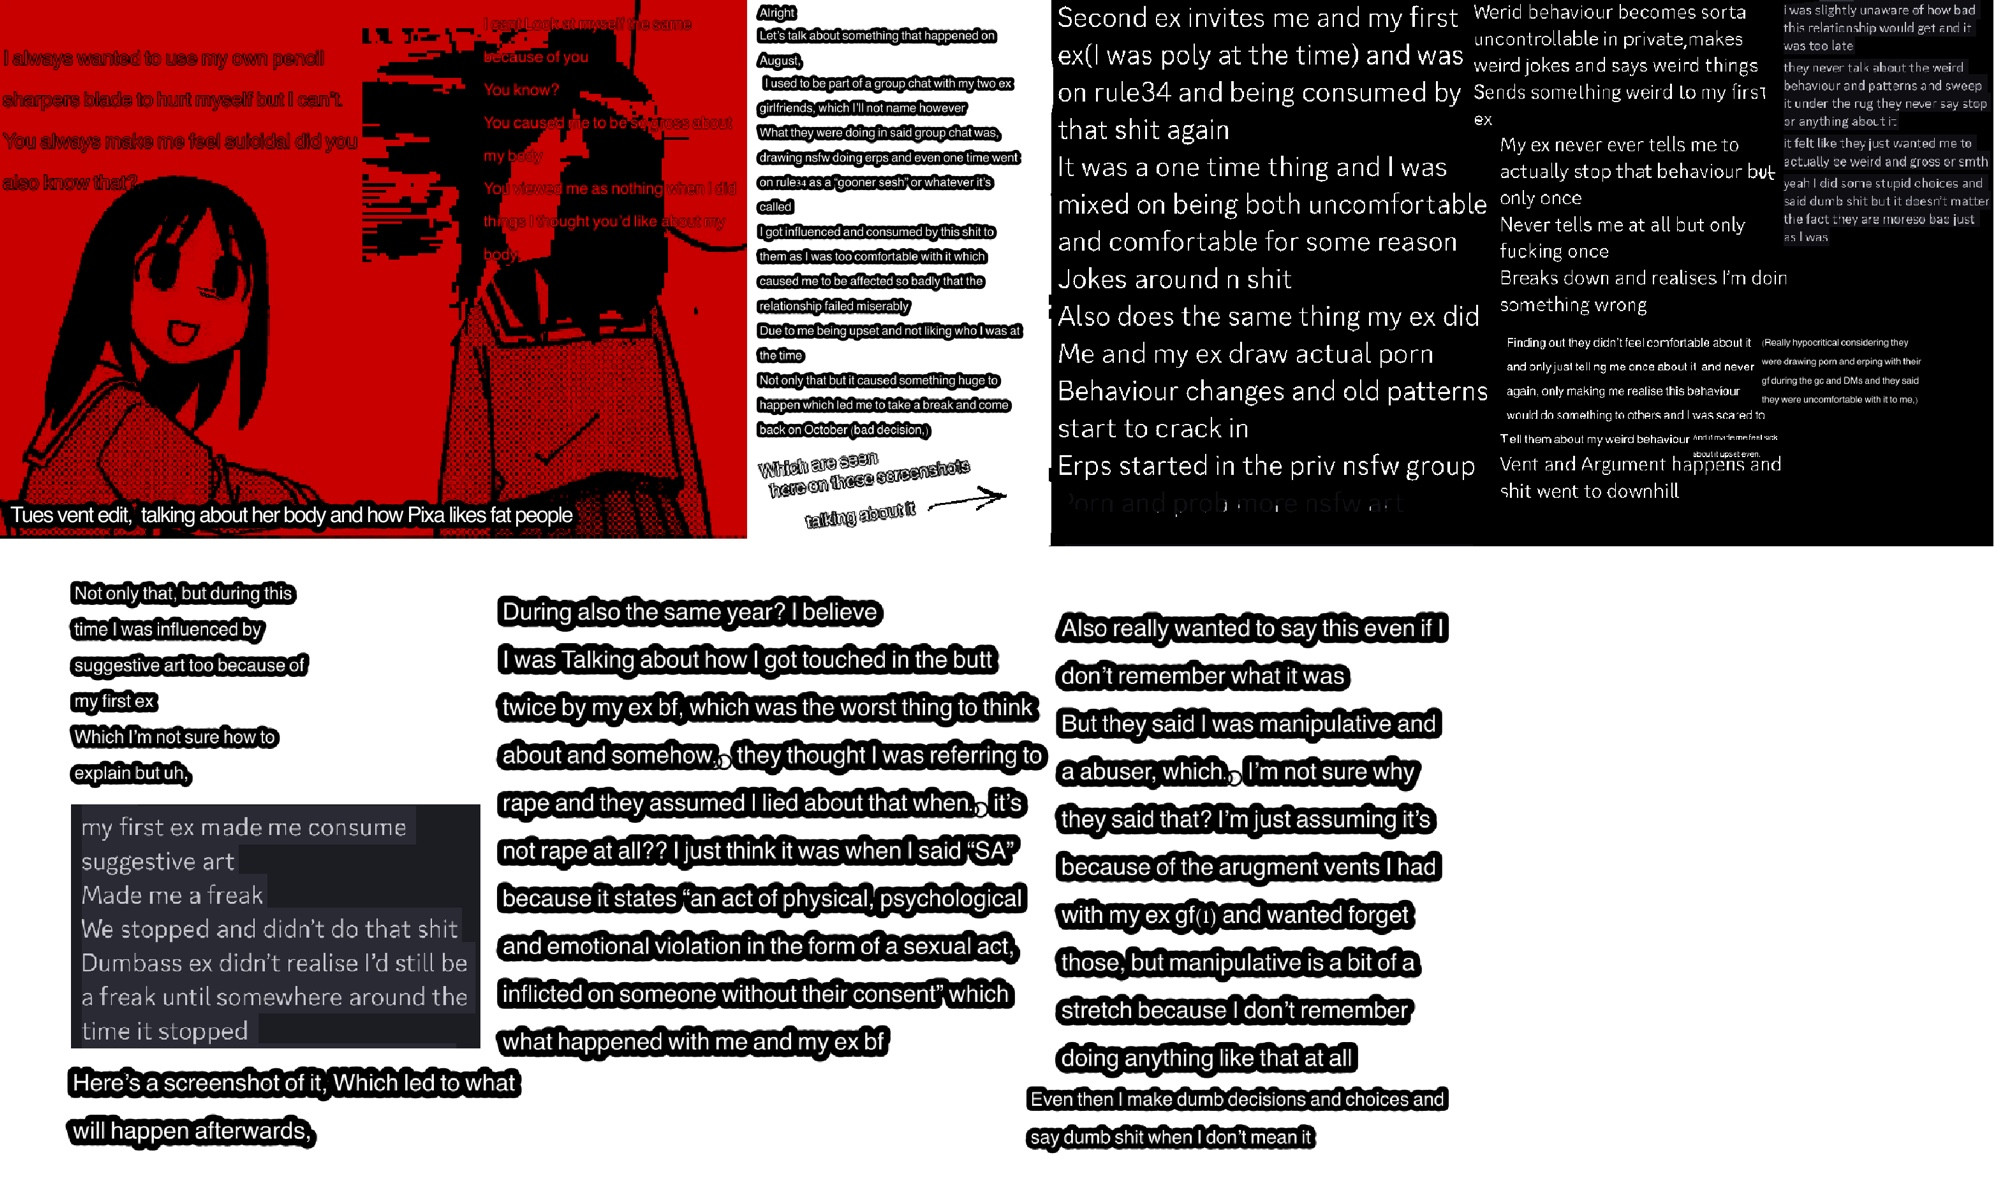 I always wanted to use my own pencil
sharpers blade to hurt myself but I can't.
You always make me feel suicidal did you
also know that?
I cant Look at myself the same
because of you
You know?
You caused me to be so gross about
my body
You viewed me as nothing when I did
things I thought you'd like about my
body.
Tues vent edit, talking about her body and how Pixa likes fat people
Alright
Let's talk about something that happened on
August,
I used to be part of a group chat with my two ex
girlfriends, which I'll not name however
What they were doing in said group chat was,
drawing nsfw doing erps and even one time went
on rule34 as a "gooner sesh" or whatever it's
called
I got influenced and consumed by this shit to
them as I was too comfortable with it which
caused me to be affected so badly that the
relationship failed miserably
Due to me being upset and not liking who I was at
the time
Not only that but it caused something huge to
happen which led me to take a break and come
back on October (bad decision,)
Which are seen
here on these screenshots
talking about it
Second ex invites me and my first
ex(I was poly at the time) and was
on rule34 and being consumed by
that shit again
It was a one time thing and I was
mixed on being both uncomfortable
and comfortable for some reason
Jokes around n shit
Also does the same thing my ex did
Me and my ex draw actual porn
Behaviour changes and old patterns
start to crack in
Erps started in the priv nsfw group
Porn and prob more nsfw art
Werid behaviour becomes sorta
uncontrollable in private,makes
weird jokes and says weird things
Sends something weird to my first
ex
My ex never ever tells me to
actually stop that behaviour but
only once
Never tells me at all but only
fucking once
Breaks down and realises I'm doin
something wrong
Finding out they didn't feel comfortable about it
and only just telling me once about it and never
again, only making me realise this behaviour
would do something to others and I was scared to
Tell them about my weird behaviour And it made me feel sick
about it upset even.
Vent and Argument happens and
shit went to downhill
(Really hypocritical considering they
were drawing porn and erping with their
gf during the gc and DMs and they said
they were uncomfortable with it to me,)
i was slightly unaware of how bad
this relationship would get and it
was too late
they never talk about the weird
behaviour and patterns and sweep
it under the rug they never say stop
or anything about it
it felt like they just wanted me to
actually be weird and gross or smth
yeah I did some stupid choices and
said dumb shit but it doesn't matter
the fact they are moreso bad just
as I was
Not only that, but during this
time I was influenced by
suggestive art too because of
my first ex
Which I'm not sure how to
explain but uh,
my first ex made me consume
suggestive art
Made me a freak
We stopped and didn't do that shit
Dumbass ex didn't realise I'd still be
a freak until somewhere around the
time it stopped
Here's a screenshot of it, Which led to what
will happen afterwards,
During also the same year? I believe
I was Talking about how I got touched in the butt
twice by my ex bf, which was the worst thing to think
about and somehow.. they thought I was referring to
rape and they assumed I lied about that when.. it's
not rape at all?? I just think it was when I said "SA"
because it states "an act of physical, psychological
and emotional violation in the form of a sexual act,
inflicted on someone without their consent" which
what happened with me and my ex bf
Also really wanted to say this even if I
don't remember what it was
But they said I was manipulative and
a abuser, which.. I'm not sure why
they said that? I'm just assuming it's
because of the arugment vents I had
with my ex gf(1) and wanted forget
those, but manipulative is a bit of a
stretch because I don't remember
doing anything like that at all
Even then I make dumb decisions and choices and
say dumb shit when I don't mean it